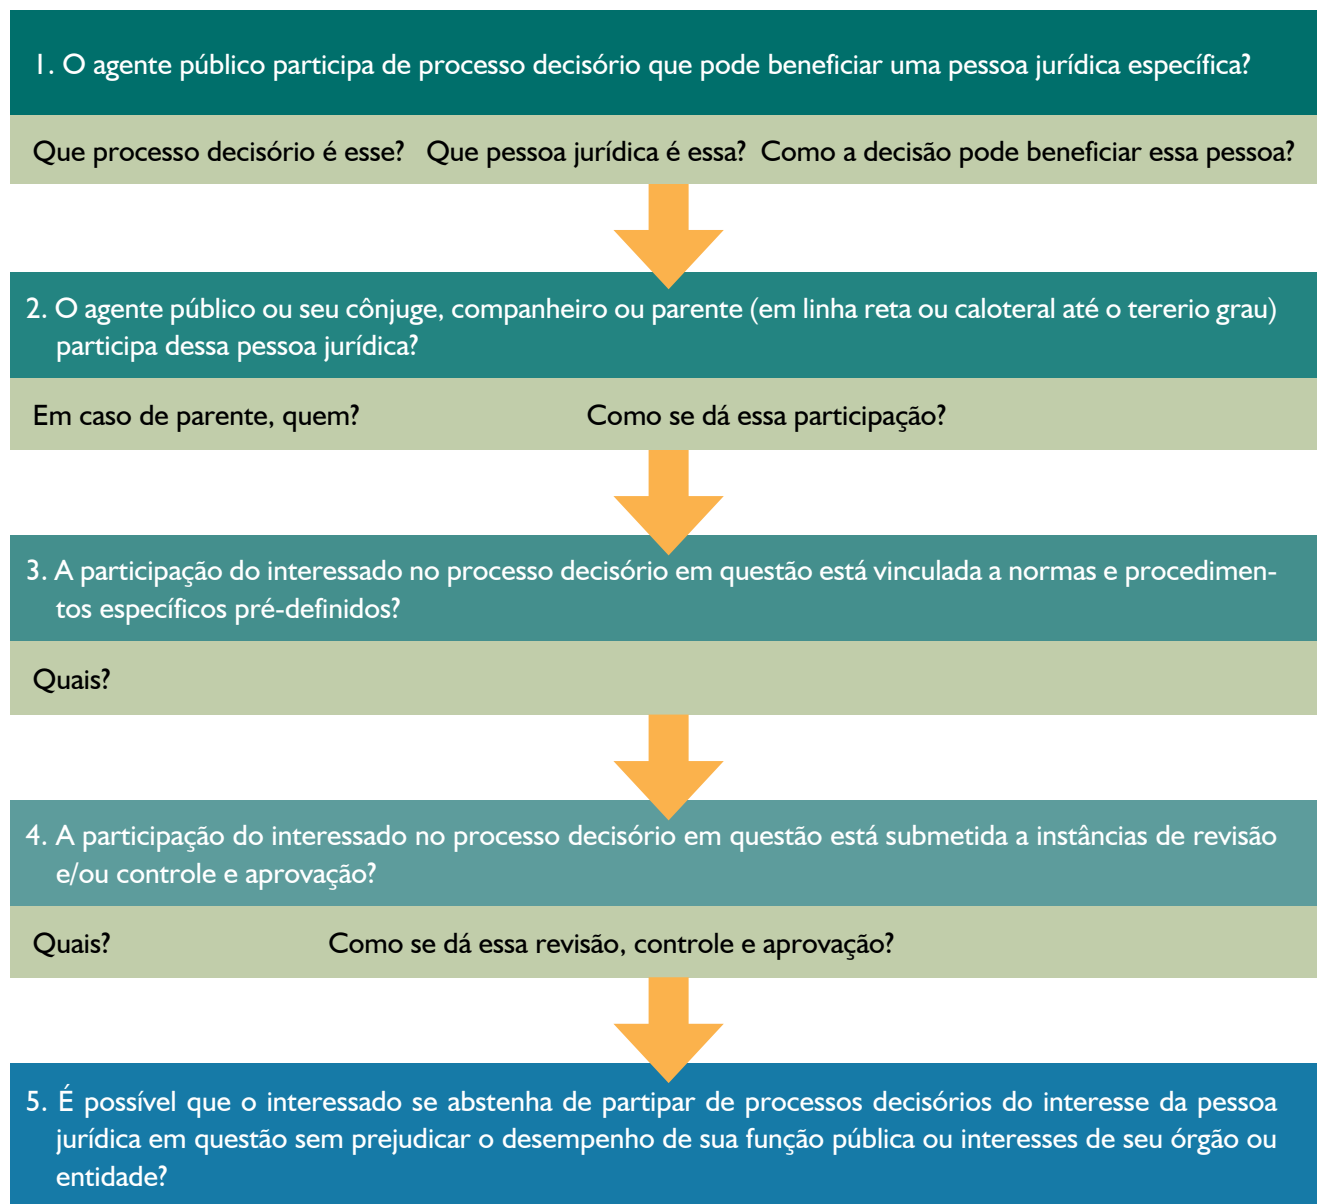 1. O agente público participa de processo decisório que pode beneficiar uma pessoa jurídica específica?
Que processo decisório é esse? Que pessoa jurídica é essa? Como a decisão pode beneficiar essa pessoa?
2. O agente público ou seu cônjuge, companheiro ou parente (em linha reta ou caloteral até o tererio grau)
participa dessa pessoa jurídica?
Em caso de parente, quem? Como se dá essa participação?
3. A participação do interessado no processo decisório em questão está vinculada a normas e procedimen-
tos específicos pré-definidos?
Quais?
4. A participação do interessado no processo decisório em questão está submetida a instâncias de revisão
e/ou controle e aprovação?
Quais? Como se dá essa revisão, controle e aprovação?
5. É possível que o interessado se abstenha de partipar de processos decisórios do interesse da pessoa
jurídica em questão sem prejudicar o desempenho de sua função pública ou interesses de seu órgão ou
entidade?